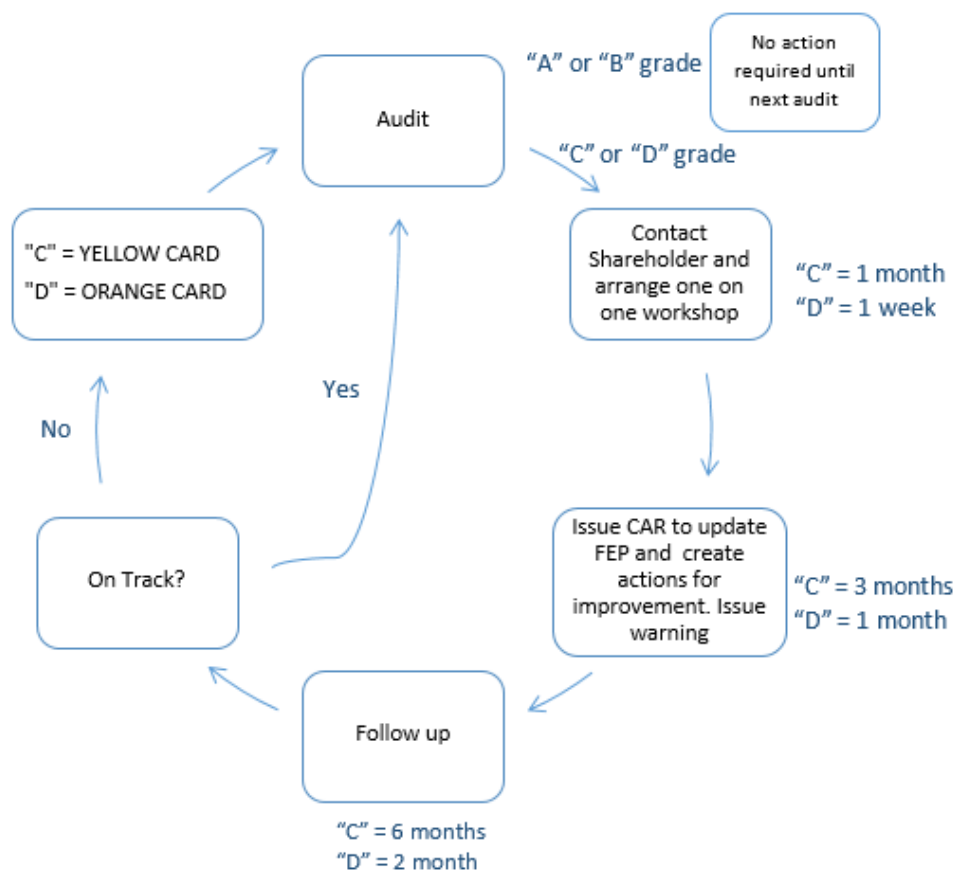 Audit
“A” or “B” grade
No action
required until
next audit
“C” or “D” grade
Contact
Shareholder and
arrange one on
one workshop
“C” = 1 month
“D” = 1 week
Issue CAR to update
FEP and create
actions for
improvement. Issue
warning
“C” = 3 months
“D” = 1 month
Follow up
“C” = 6 months
“D” = 2 month
On Track?
Yes
No
"C" = YELLOW CARD
"D" = ORANGE CARD